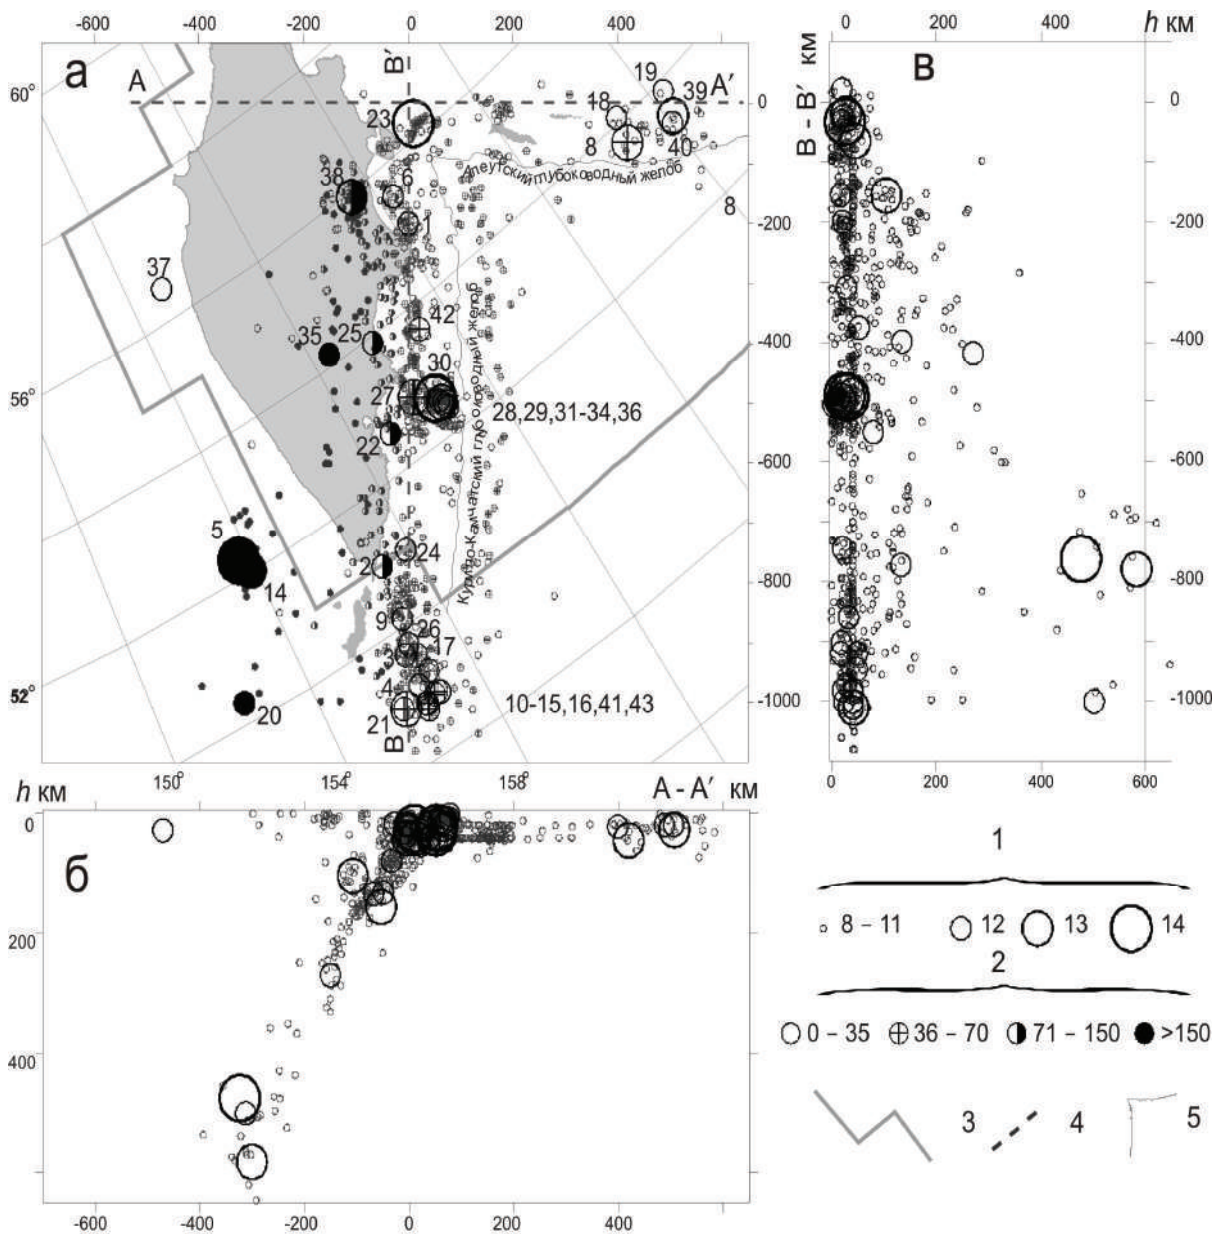 -600 -400 -200 0 200 400 600
а
A
B'
A'
60°
56°
52°
0
-200
-400
-600
-800
-1000
19
39
18
23
8
40
Алеутский глубоководный желоб
38
6
1
8
37
42
35
25
30
27
28,29,31-34,36
22
Курило-Камчатский глубоководный желоб
5
24
2
14
9
26
17
4
20
21
10-15,16,41,43
B
150° 154° 158°
0 200 400 h км
B - B' км
в
0
-200
-400
-600
-800
-1000
0 200 400 600
h км
A - A' км
б
0
200
400
-600 -400 -200 0 200 400
1
8 – 11 12 13 14
2
0 – 35 36 – 70 71 – 150 >150
3 4 5